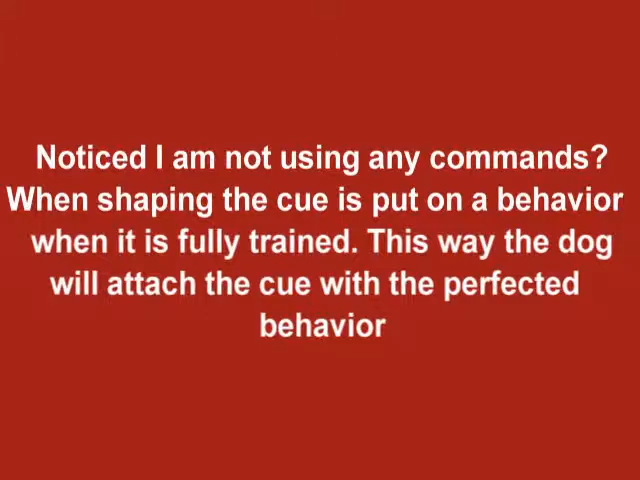 Noticed I am not using any commands?
When shaping the cue is put on a behavior
when it is fully trained. This way the dog
will attach the cue with the perfected
behavior